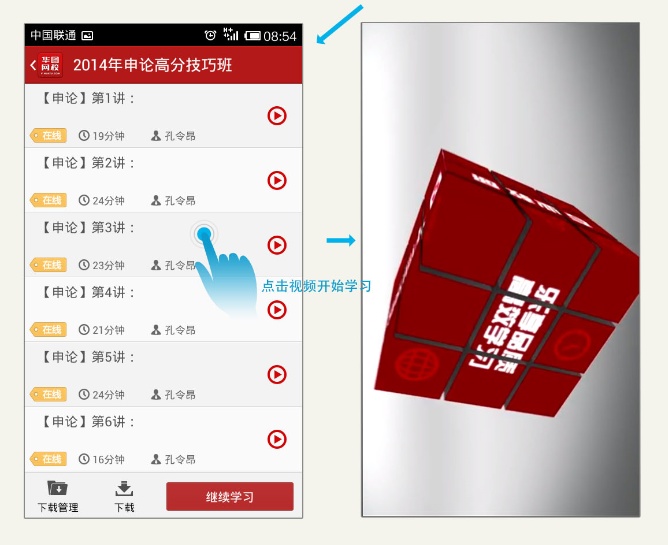 中国联通
08:54
华图
网校
2014年申论高分技巧班
【申论】第1讲：
在线 19分钟 孔令昂
【申论】第2讲：
在线 24分钟 孔令昂
【申论】第3讲：
在线 23分钟 孔令昂
点击视频开始学习
【申论】第4讲：
在线 21分钟 孔令昂
【申论】第5讲：
在线 24分钟 孔令昂
【申论】第6讲：
在线 16分钟 孔令昂
下载管理
下载
继续学习